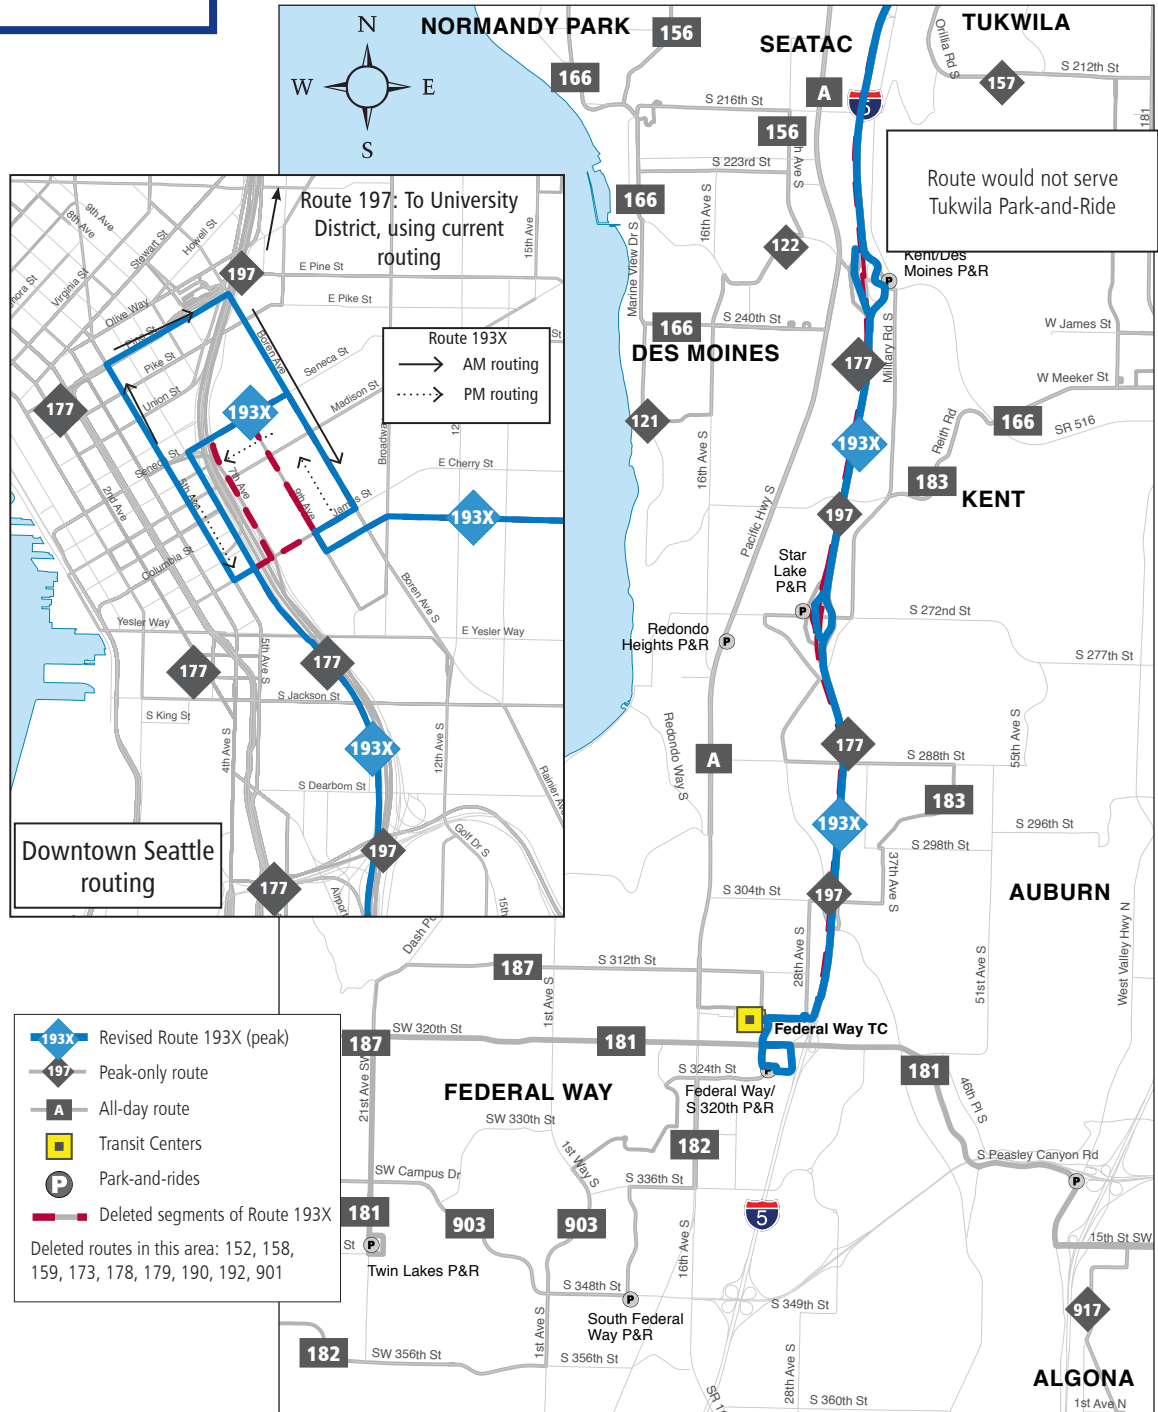 N
W
E
S
NORMANDY PARK
156
SEATAC
TUKWILA
166
A
5
Orillia Rd S
S 212th St
157
S 216th St
156
181
S 223rd St
Route would not serve
Tukwila Park-and-Ride
166
16th Ave S
122
Marine View Dr S
Kent/Des
Moines P&R
P
166
S 240th St
DES MOINES
177
Military Rd S
W James St
W Meeker St
121
166
SR 516
Reith Rd
193X
16th Ave S
183
KENT
197
Pacific Hwy S
Star
Lake
P&R
P
S 272nd St
Redondo
Heights P&R
P
S 277th St
Redondo Way S
177
A
S 288th St
55th Ave S
183
193X
S 296th St
S 298th St
37th Ave S
S 304th St
197
AUBURN
28th Ave S
51st Ave S
West Valley Hwy N
Route 197: To University
District, using current
routing
9th Ave
8th Ave
Stewart St
Howell St
Virginia St
Olive Way
197
E Pine St
15th Ave
E Pike St
Pine St
Pike St
Union St
Boren Ave
Seneca St
Madison St
Route 193X
AM routing
PM routing
St
177
193X
Seneca St
7th Ave
9th Ave
5th Ave
2nd Ave
James St
E Cherry St
193X
Columbia St
Boren Ave S
Yesler Way
E Yesler Way
177
177
5th Ave S
S Jackson St
S King St
4th Ave S
193X
12th Ave S
S Dearborn St
Rainier Av
Golf Dr S
197
177
Airport
15th
Downtown Seattle
routing
Dash Po
187
S 312th St
1st Ave S
Federal Way TC
187
SW 320th St
181
181
S 324th St
P
Federal Way/
S 320th P&R
46th Pl S
21st Ave SW
FEDERAL WAY
SW 330th St
1st Way S
182
S Peasley Canyon Rd
P
SW Campus Dr
S 336th St
181
903
903
5
St
P
Twin Lakes P&R
16th Ave S
15th St SW
S 348th St
P
South Federal
Way P&R
S 349th St
917
1st Ave S
28th Ave S
182
SW 356th St
S 356th St
ALGONA
S 360th St
1st Ave N
193X
Revised Route 193X (peak)
197
Peak-only route
A
All-day route
Transit Centers
P
Park-and-rides
Deleted segments of Route 193X
Deleted routes in this area: 152, 158,
159, 173, 178, 179, 190, 192, 901